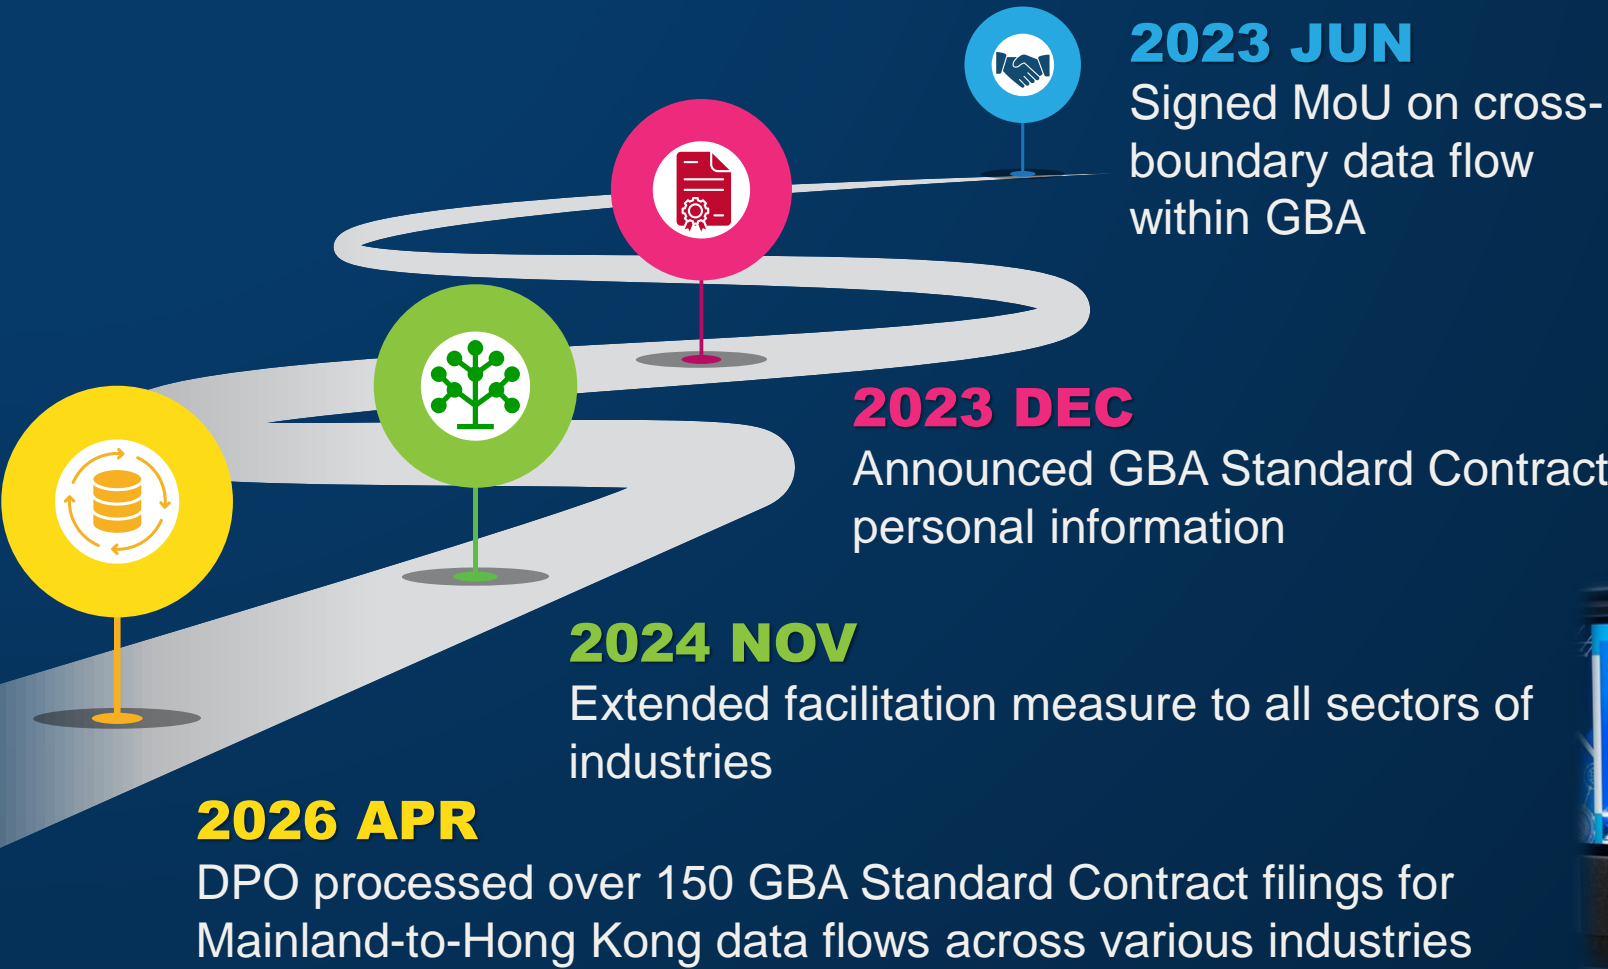 2023 JUN
Signed MoU on cross-
boundary data flow
within GBA
2023 DEC
Announced GBA Standard Contract
personal information
2024 NOV
Extended facilitation measure to all sectors of
industries
2026 APR
DPO processed over 150 GBA Standard Contract filings for
Mainland-to-Hong Kong data flows across various industries